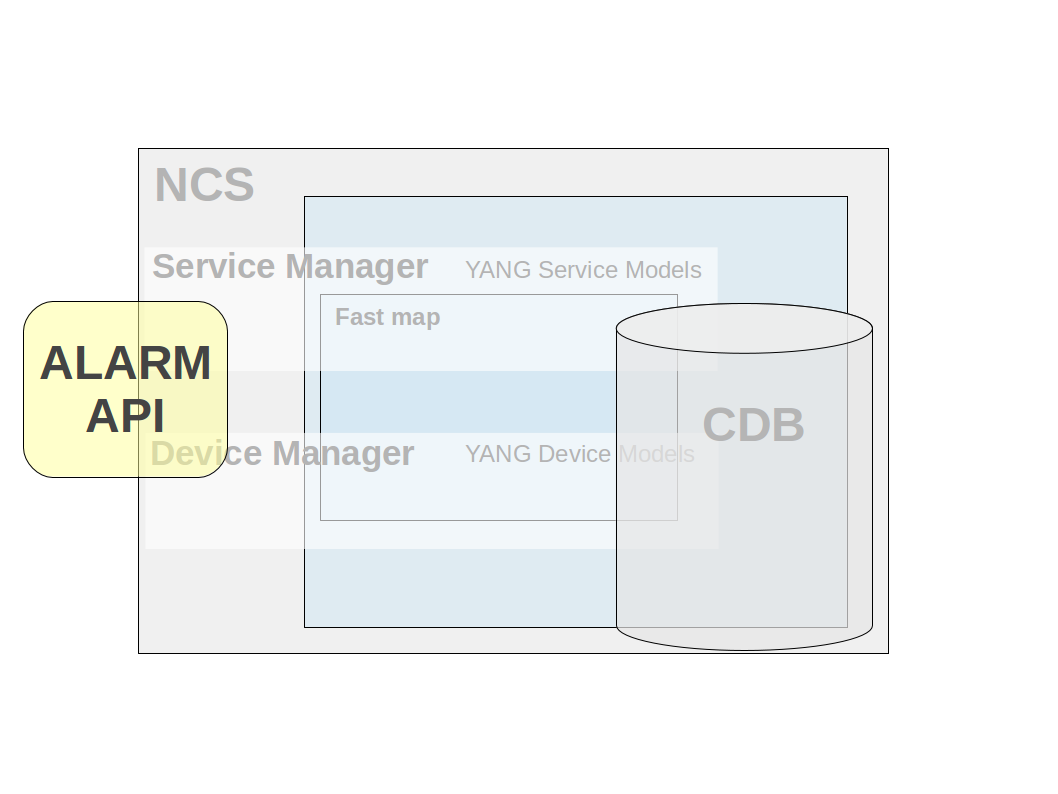 NCS
Service Manager YANG Service Models
Fast map
ALARM
API
CDB
Device Manager YANG Device Models